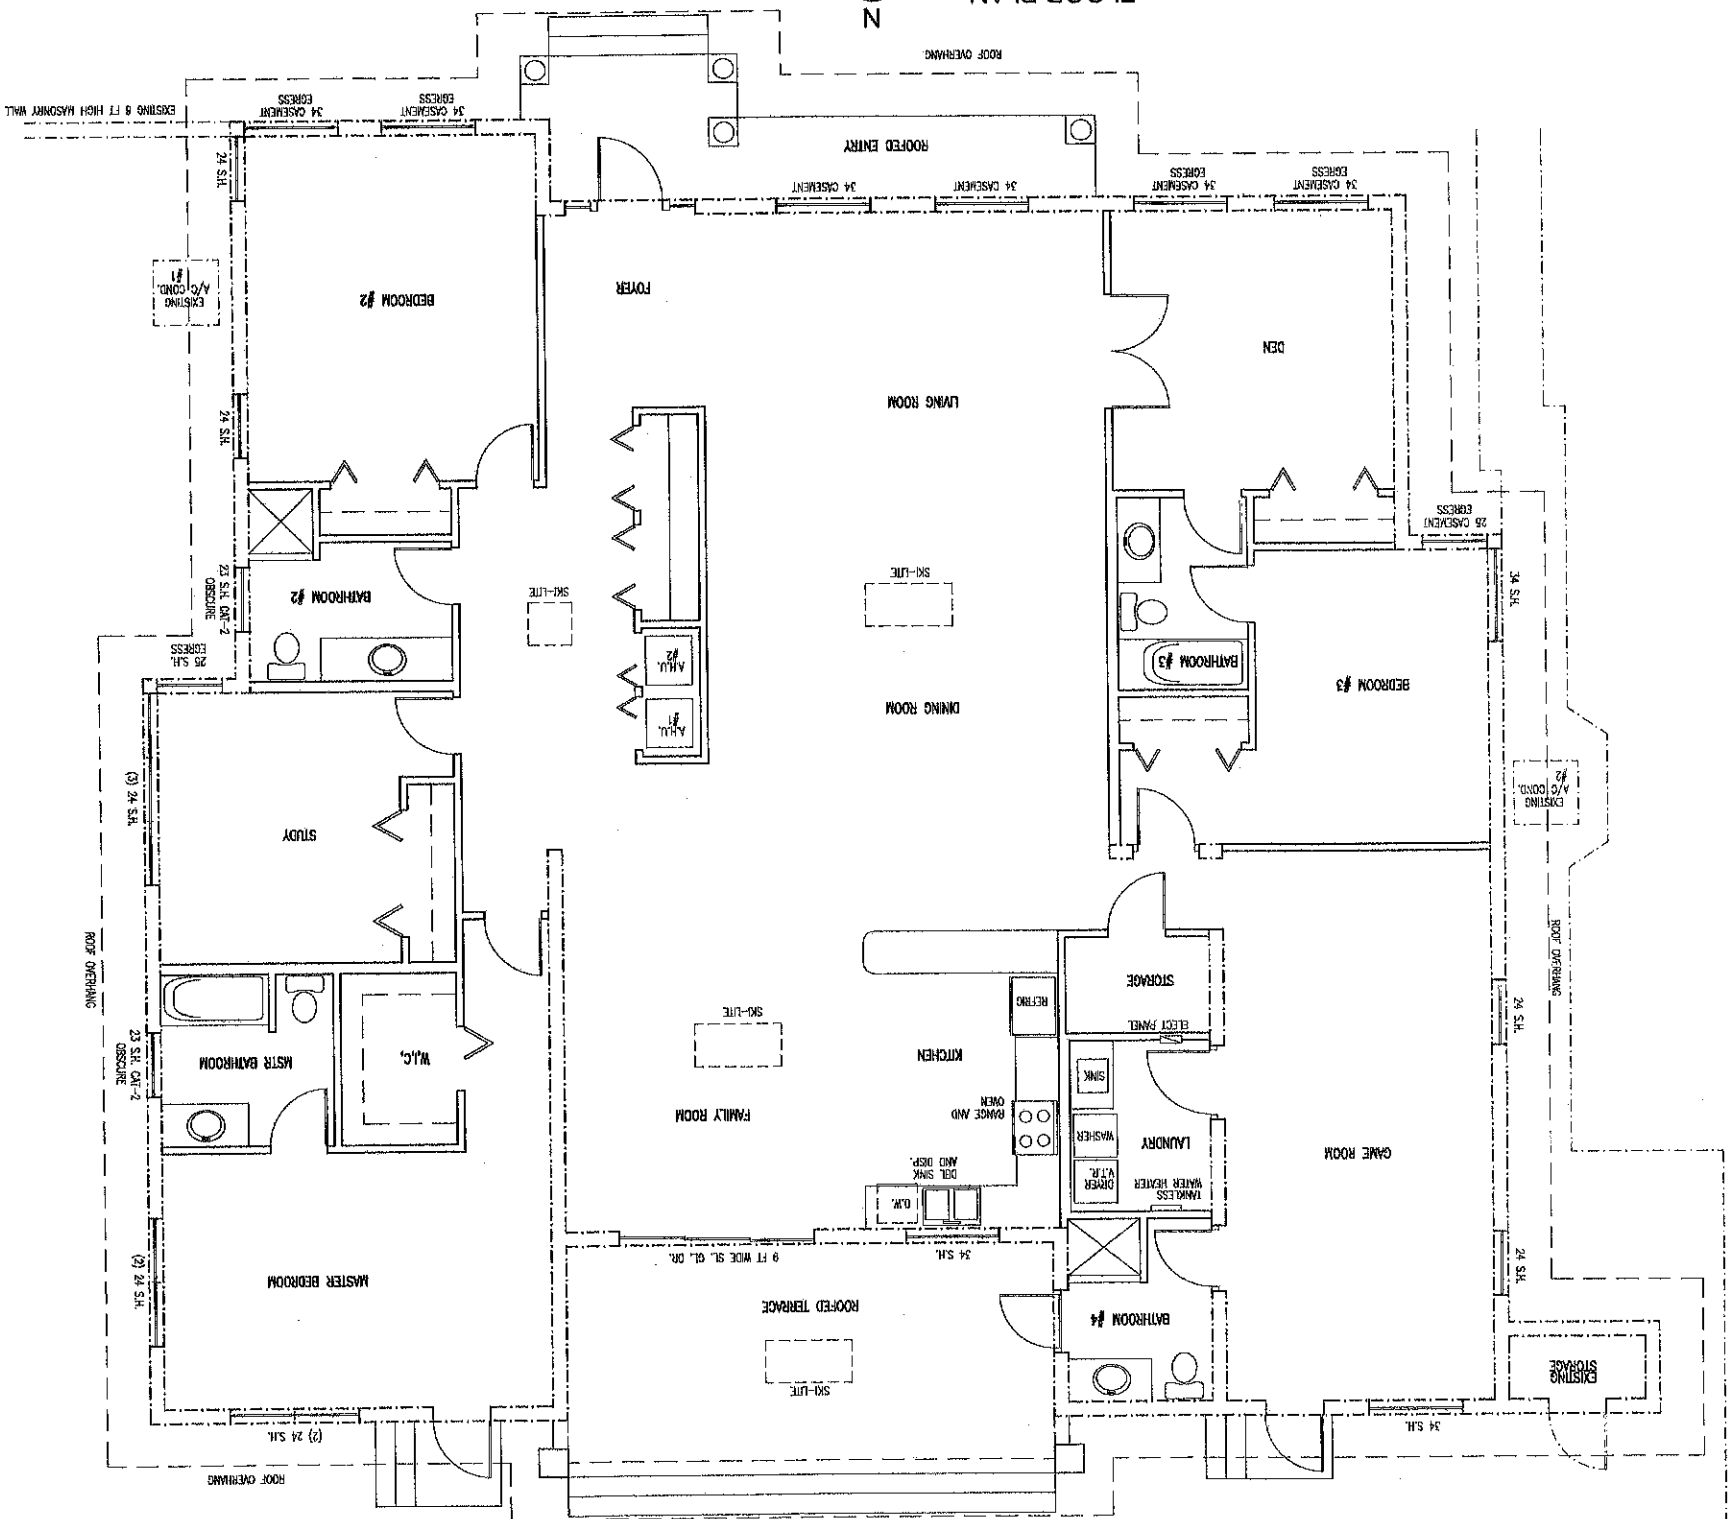 ROOF OVERHANG
34 S.H.
(2) 24 S.H.
SKI-LITE
EXISTING
STORAGE
BATHROOM #4
ROOFED TERRACE
MASTER BEDROOM
24 S.H.
(2) 24 S.H.
34 S.H.
9 FT WIDE SL. GL. DR.
TANKLESS
WATER HEATER
DRYER
V.T.R.
D.W.
DBL SINK
AND DISP.
GAME ROOM
LAUNDRY
WASHER
RANGE AND
OVEN
FAMILY ROOM
SINK
KITCHEN
SKI-LITE
W.I.C.
MSTR BATHROOM
23 S.H. CAT-2
OBSCURE
24 S.H.
ELECT PANEL
STORAGE
REFRIG
ROOF OVERHANG
ROOF OVERHANG
STUDY
(3) 24 S.H.
EXISTING
A/C COND.
#2
A.H.U.
#1
DINING ROOM
BEDROOM #3
BATHROOM #3
A.H.U.
#2
25 S.H.
EGRESS
34 S.H.
SKI-LITE
SKI-LITE
BATHROOM #2
23 S.H. CAT-2
OBSCURE
25 CASEMENT
EGRESS
24 S.H.
LIVING ROOM
DEN
FOYER
BEDROOM #2
EXISTING
A/C COND.
#1
34 CASEMENT
EGRESS
34 CASEMENT
EGRESS
34 CASEMENT
34 CASEMENT
24 S.H.
ROOFED ENTRY
34 CASEMENT
EGRESS
34 CASEMENT
EGRESS
EXISTING 6 FT HIGH MASONRY WALL
ROOF OVERHANG
N
FLOOR PLAN